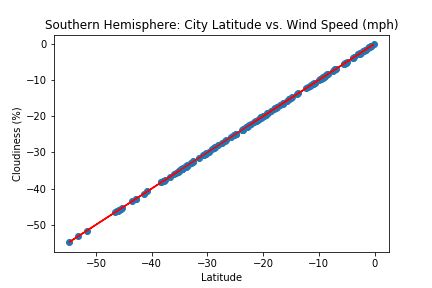 Southern Hemisphere: City Latitude vs. Wind Speed (mph)
Cloudiness (%)
0
−10
−20
−30
−40
−50
−50 −40 −30 −20 −10 0
Latitude